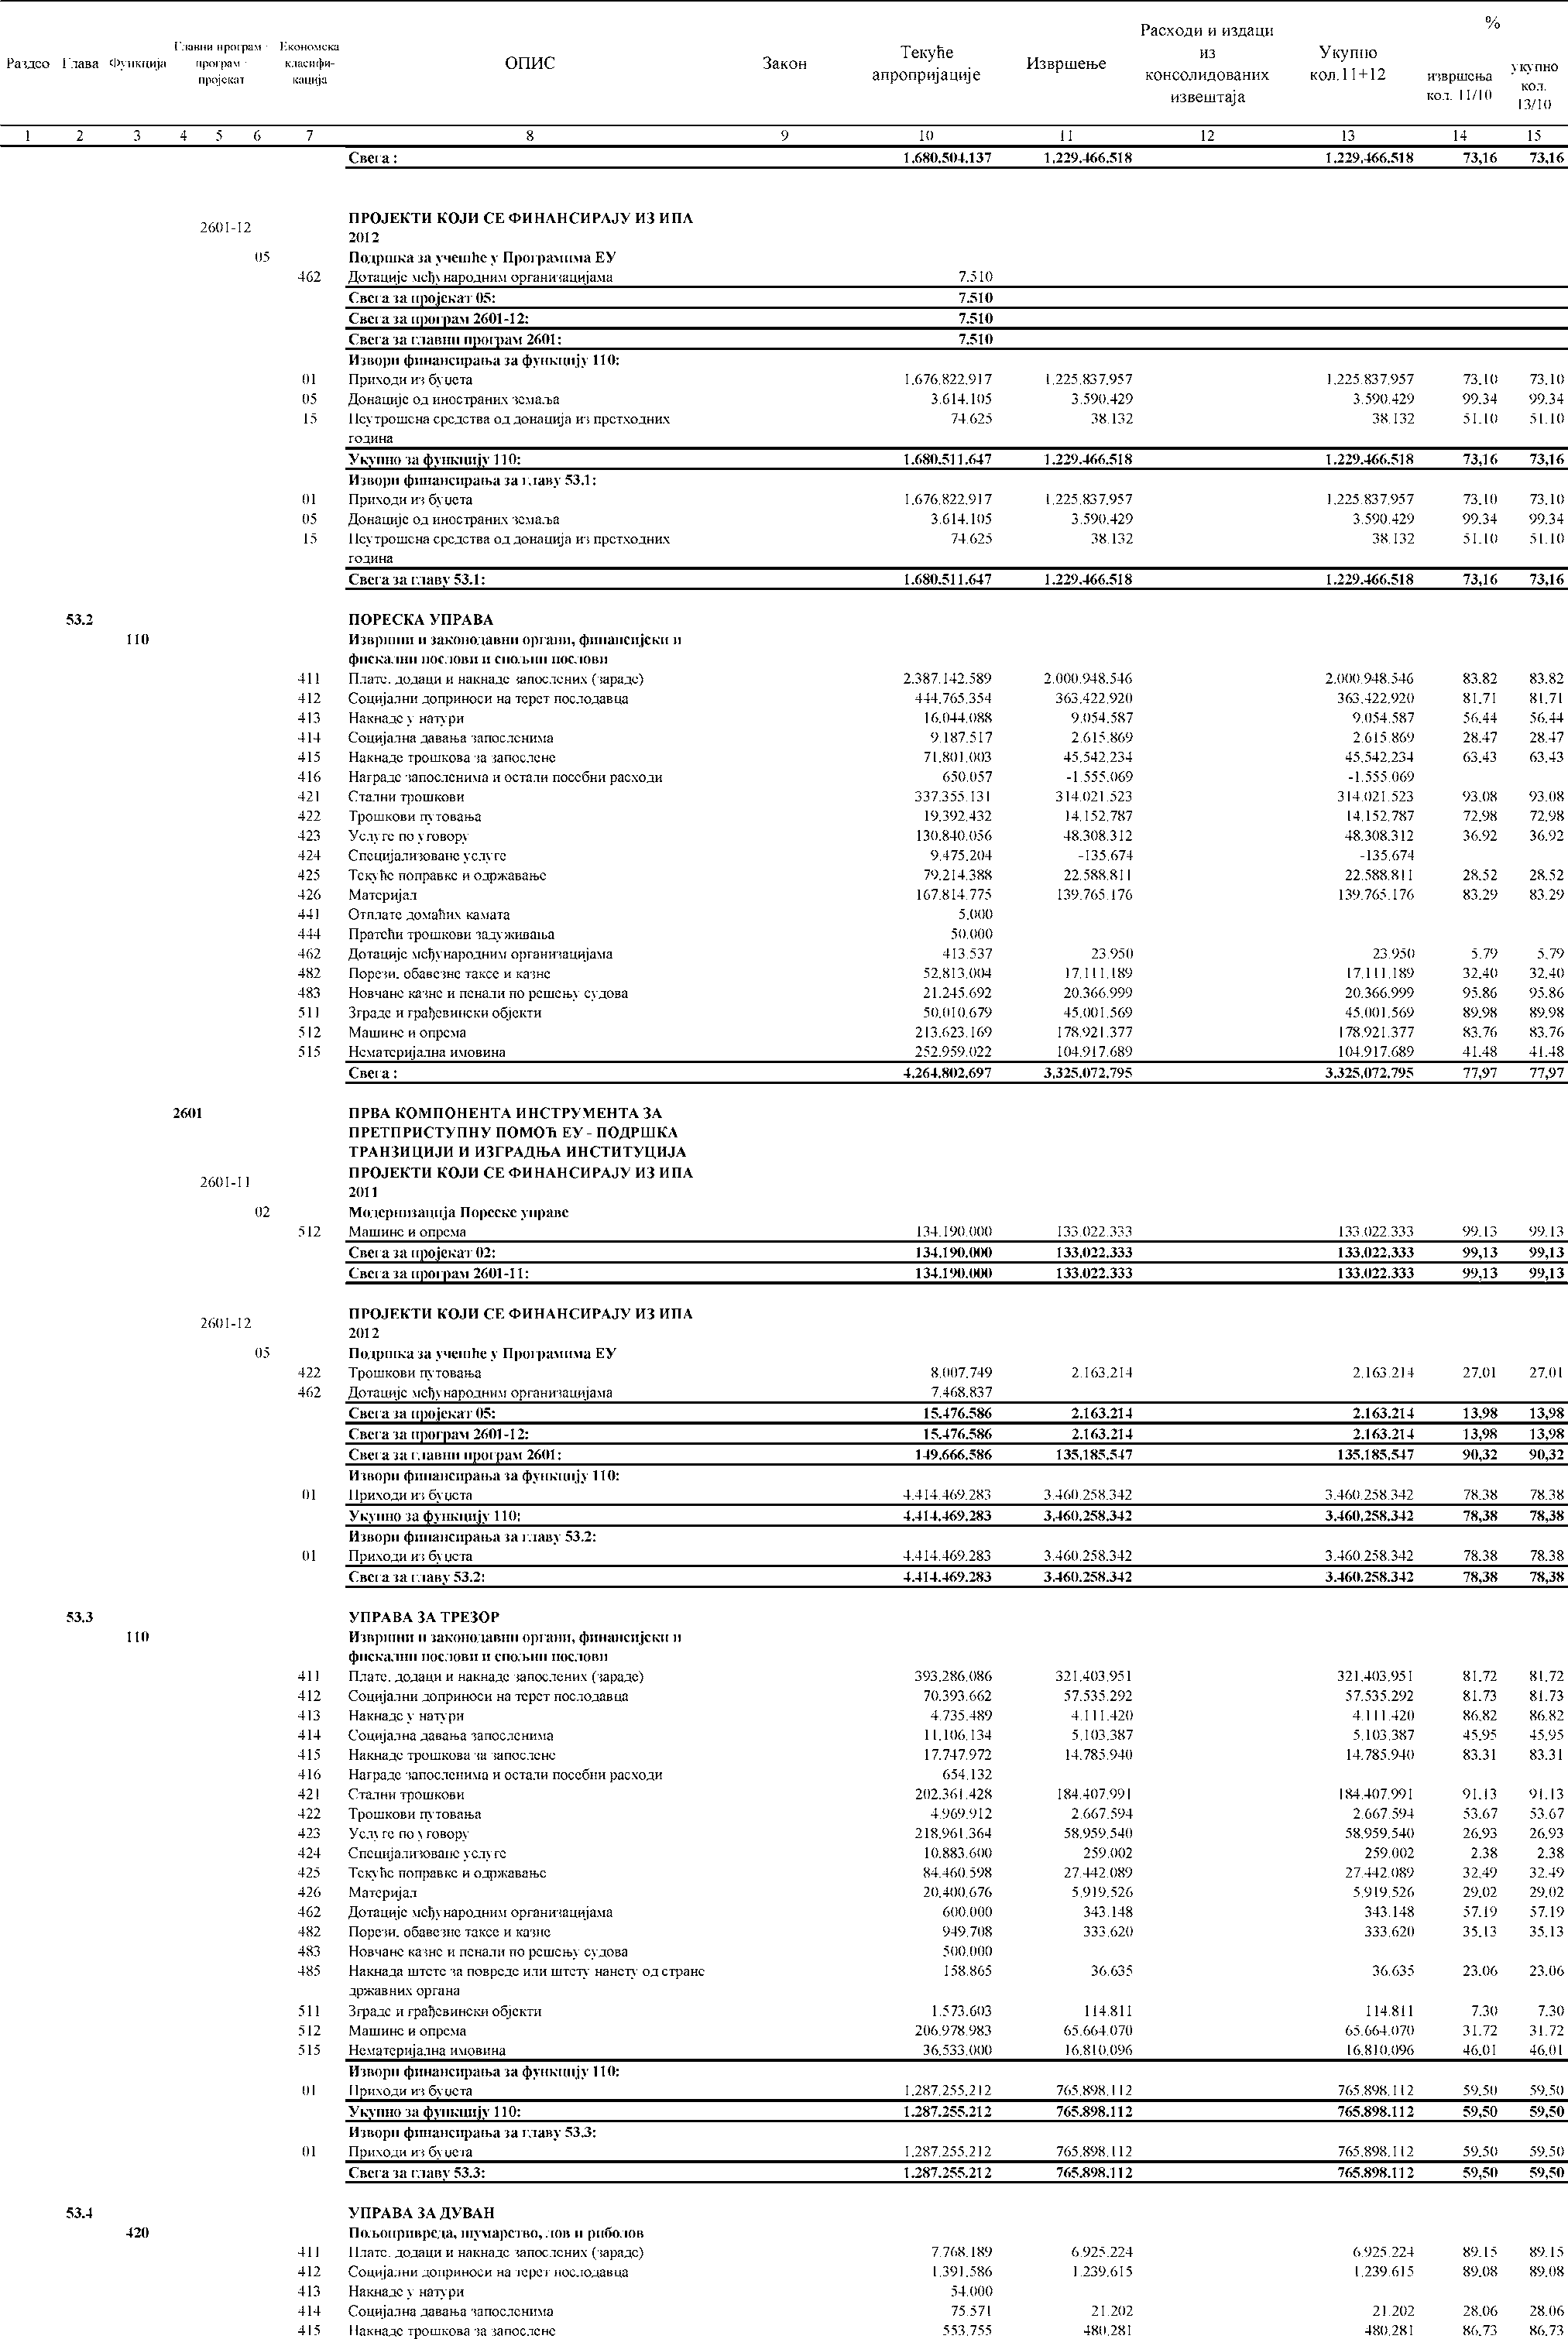 Раздео Глава Функција Главни програм - програм - пројекат Економска класифи- кација ОПИС Закон Текуће апропријације Извршење Расходи и издаци из консолидованих извештаја Укупно кол.11+12 % извршења кол. 11/10 укупно кол. 13/10
1 2 3 4 5 6 7 8 9 10 11 12 13 14 15
Свега : 1.680.504.137 1.229.466.518 1.229.466.518 73,16 73,16
2601-12 ПРОЈЕКТИ КОЈИ СЕ ФИНАНСИРАЈУ ИЗ ИПА
2012
05 Подршка за учешће у Програмима ЕУ
462 Дотације међународним организацијама 7.510
Свега за пројекат 05: 7.510
Свега за програм 2601-12: 7.510
Свега за главни програм 2601: 7.510
Извори финансирања за функцију 110:
01 Приходи из буџета 1.676.822.917 1.225.837.957 1.225.837.957 73,10 73,10
05 Донације од иностраних земаља 3.614.105 3.590.429 3.590.429 99,34 99,34
15 Неутрошена средства од донација из претходних 74.625 38.132 38.132 51,10 51,10
година
Укупно за функцију 110: 1.680.511.647 1.229.466.518 1.229.466.518 73,16 73,16
Извори финансирања за главу 53.1:
01 Приходи из буџета 1.676.822.917 1.225.837.957 1.225.837.957 73,10 73,10
05 Донације од иностраних земаља 3.614.105 3.590.429 3.590.429 99,34 99,34
15 Неутрошена средства од донација из претходних 74.625 38.132 38.132 51,10 51,10
година
Свега за главу 53.1: 1.680.511.647 1.229.466.518 1.229.466.518 73,16 73,16
53.2 ПОРЕСКА УПРАВА
110 Извршни и законодавни органи, финансијски и
фискални послови и спољни послови
411 Плате, додаци и накнаде запослених (зараде) 2.387.142.589 2.000.948.546 2.000.948.546 83,82 83,82
412 Социјални доприноси на терет послодавца 444.765.354 363.422.920 363.422.920 81,71 81,71
413 Накнаде у натури 16.044.088 9.054.587 9.054.587 56,44 56,44
414 Социјална давања запосленима 9.187.517 2.615.869 2.615.869 28,47 28,47
415 Накнаде трошкова за запослене 71.801.003 45.542.234 45.542.234 63,43 63,43
416 Награде запосленима и остали посебни расходи 650.057 -1.555.069 -1.555.069
421 Стални трошкови 337.355.131 314.021.523 314.021.523 93,08 93,08
422 Трошкови путовања 19.392.432 14.152.787 14.152.787 72,98 72,98
423 Услуге по уговору 130.840.056 48.308.312 48.308.312 36,92 36,92
424 Специјализоване услуге 9.475.204 -135.674 -135.674
425 Текуће поправке и одржавање 79.214.388 22.588.811 22.588.811 28,52 28,52
426 Материјал 167.814.775 139.765.176 139.765.176 83,29 83,29
441 Отплате домаћих камата 5.000
444 Пратећи трошкови задуживања 50.000
462 Дотације међународним организацијама 413.537 23.950 23.950 5,79 5,79
482 Порези, обавезне таксе и казне 52.813.004 17.111.189 17.111.189 32,40 32,40
483 Новчане казне и пенали по решењу судова 21.245.692 20.366.999 20.366.999 95,86 95,86
511 Зграде и грађевински објекти 50.010.679 45.001.569 45.001.569 89,98 89,98
512 Машине и опрема 213.623.169 178.921.377 178.921.377 83,76 83,76
515 Нематеријална имовина 252.959.022 104.917.689 104.917.689 41,48 41,48
Свега : 4.264.802.697 3.325.072.795 3.325.072.795 77,97 77,97
2601 ПРВА КОМПОНЕНТА ИНСТРУМЕНТА ЗА
ПРЕТПРИСТУПНУ ПОМОЋ ЕУ - ПОДРШКА
ТРАНЗИЦИЈИ И ИЗГРАДЊА ИНСТИТУЦИЈА
2601-11 ПРОЈЕКТИ КОЈИ СЕ ФИНАНСИРАЈУ ИЗ ИПА
2011
02 Модернизација Пореске управе
512 Машине и опрема 134.190.000 133.022.333 133.022.333 99,13 99,13
Свега за пројекат 02: 134.190.000 133.022.333 133.022.333 99,13 99,13
Свега за програм 2601-11: 134.190.000 133.022.333 133.022.333 99,13 99,13
2601-12 ПРОЈЕКТИ КОЈИ СЕ ФИНАНСИРАЈУ ИЗ ИПА
2012
05 Подршка за учешће у Програмима ЕУ
422 Трошкови путовања 8.007.749 2.163.214 2.163.214 27,01 27,01
462 Дотације међународним организацијама 7.468.837
Свега за пројекат 05: 15.476.586 2.163.214 2.163.214 13,98 13,98
Свега за програм 2601-12: 15.476.586 2.163.214 2.163.214 13,98 13,98
Свега за главни програм 2601: 149.666.586 135.185.547 135.185.547 90,32 90,32
Извори финансирања за функцију 110:
01 Приходи из буџета 4.414.469.283 3.460.258.342 3.460.258.342 78,38 78,38
Укупно за функцију 110: 4.414.469.283 3.460.258.342 3.460.258.342 78,38 78,38
Извори финансирања за главу 53.2:
01 Приходи из буџета 4.414.469.283 3.460.258.342 3.460.258.342 78,38 78,38
Свега за главу 53.2: 4.414.469.283 3.460.258.342 3.460.258.342 78,38 78,38
53.3 УПРАВА ЗА ТРЕЗОР
110 Извршни и законодавни органи, финансијски и
фискални послови и спољни послови
411 Плате, додаци и накнаде запослених (зараде) 393.286.086 321.403.951 321.403.951 81,72 81,72
412 Социјални доприноси на терет послодавца 70.393.662 57.535.292 57.535.292 81,73 81,73
413 Накнаде у натури 4.735.489 4.111.420 4.111.420 86,82 86,82
414 Социјална давања запосленима 11.106.134 5.103.387 5.103.387 45,95 45,95
415 Накнаде трошкова за запослене 17.747.972 14.785.940 14.785.940 83,31 83,31
416 Награде запосленима и остали посебни расходи 654.132
421 Стални трошкови 202.361.428 184.407.991 184.407.991 91,13 91,13
422 Трошкови путовања 4.969.912 2.667.594 2.667.594 53,67 53,67
423 Услуге по уговору 218.961.364 58.959.540 58.959.540 26,93 26,93
424 Специјализоване услуге 10.883.600 259.002 259.002 2,38 2,38
425 Текуће поправке и одржавање 84.460.598 27.442.089 27.442.089 32,49 32,49
426 Материјал 20.400.676 5.919.526 5.919.526 29,02 29,02
462 Дотације међународним организацијама 600.000 343.148 343.148 57,19 57,19
482 Порези, обавезне таксе и казне 949.708 333.620 333.620 35,13 35,13
483 Новчане казне и пенали по решењу судова 500.000
485 Накнада штете за повреде или штету нанету од стране 158.865 36.635 36.635 23,06 23,06
државних органа
511 Зграде и грађевински објекти 1.573.603 114.811 114.811 7,30 7,30
512 Машине и опрема 206.978.983 65.664.070 65.664.070 31,72 31,72
515 Нематеријална имовина 36.533.000 16.810.096 16.810.096 46,01 46,01
Извори финансирања за функцију 110:
01 Приходи из буџета 1.287.255.212 765.898.112 765.898.112 59,50 59,50
Укупно за функцију 110: 1.287.255.212 765.898.112 765.898.112 59,50 59,50
Извори финансирања за главу 53.3:
01 Приходи из буџета 1.287.255.212 765.898.112 765.898.112 59,50 59,50
Свега за главу 53.3: 1.287.255.212 765.898.112 765.898.112 59,50 59,50
53.4 УПРАВА ЗА ДУВАН
420 Пољопривреда, шумарство, лов и риболов
411 Плате, додаци и накнаде запослених (зараде) 7.768.189 6.925.224 6.925.224 89,15 89,15
412 Социјални доприноси на терет послодавца 1.391.586 1.239.615 1.239.615 89,08 89,08
413 Накнаде у натури 54.000
414 Социјална давања запосленима 75.571 21.202 21.202 28,06 28,06
415 Накнаде трошкова за запослене 553.755 480.281 480.281 86,73 86,73